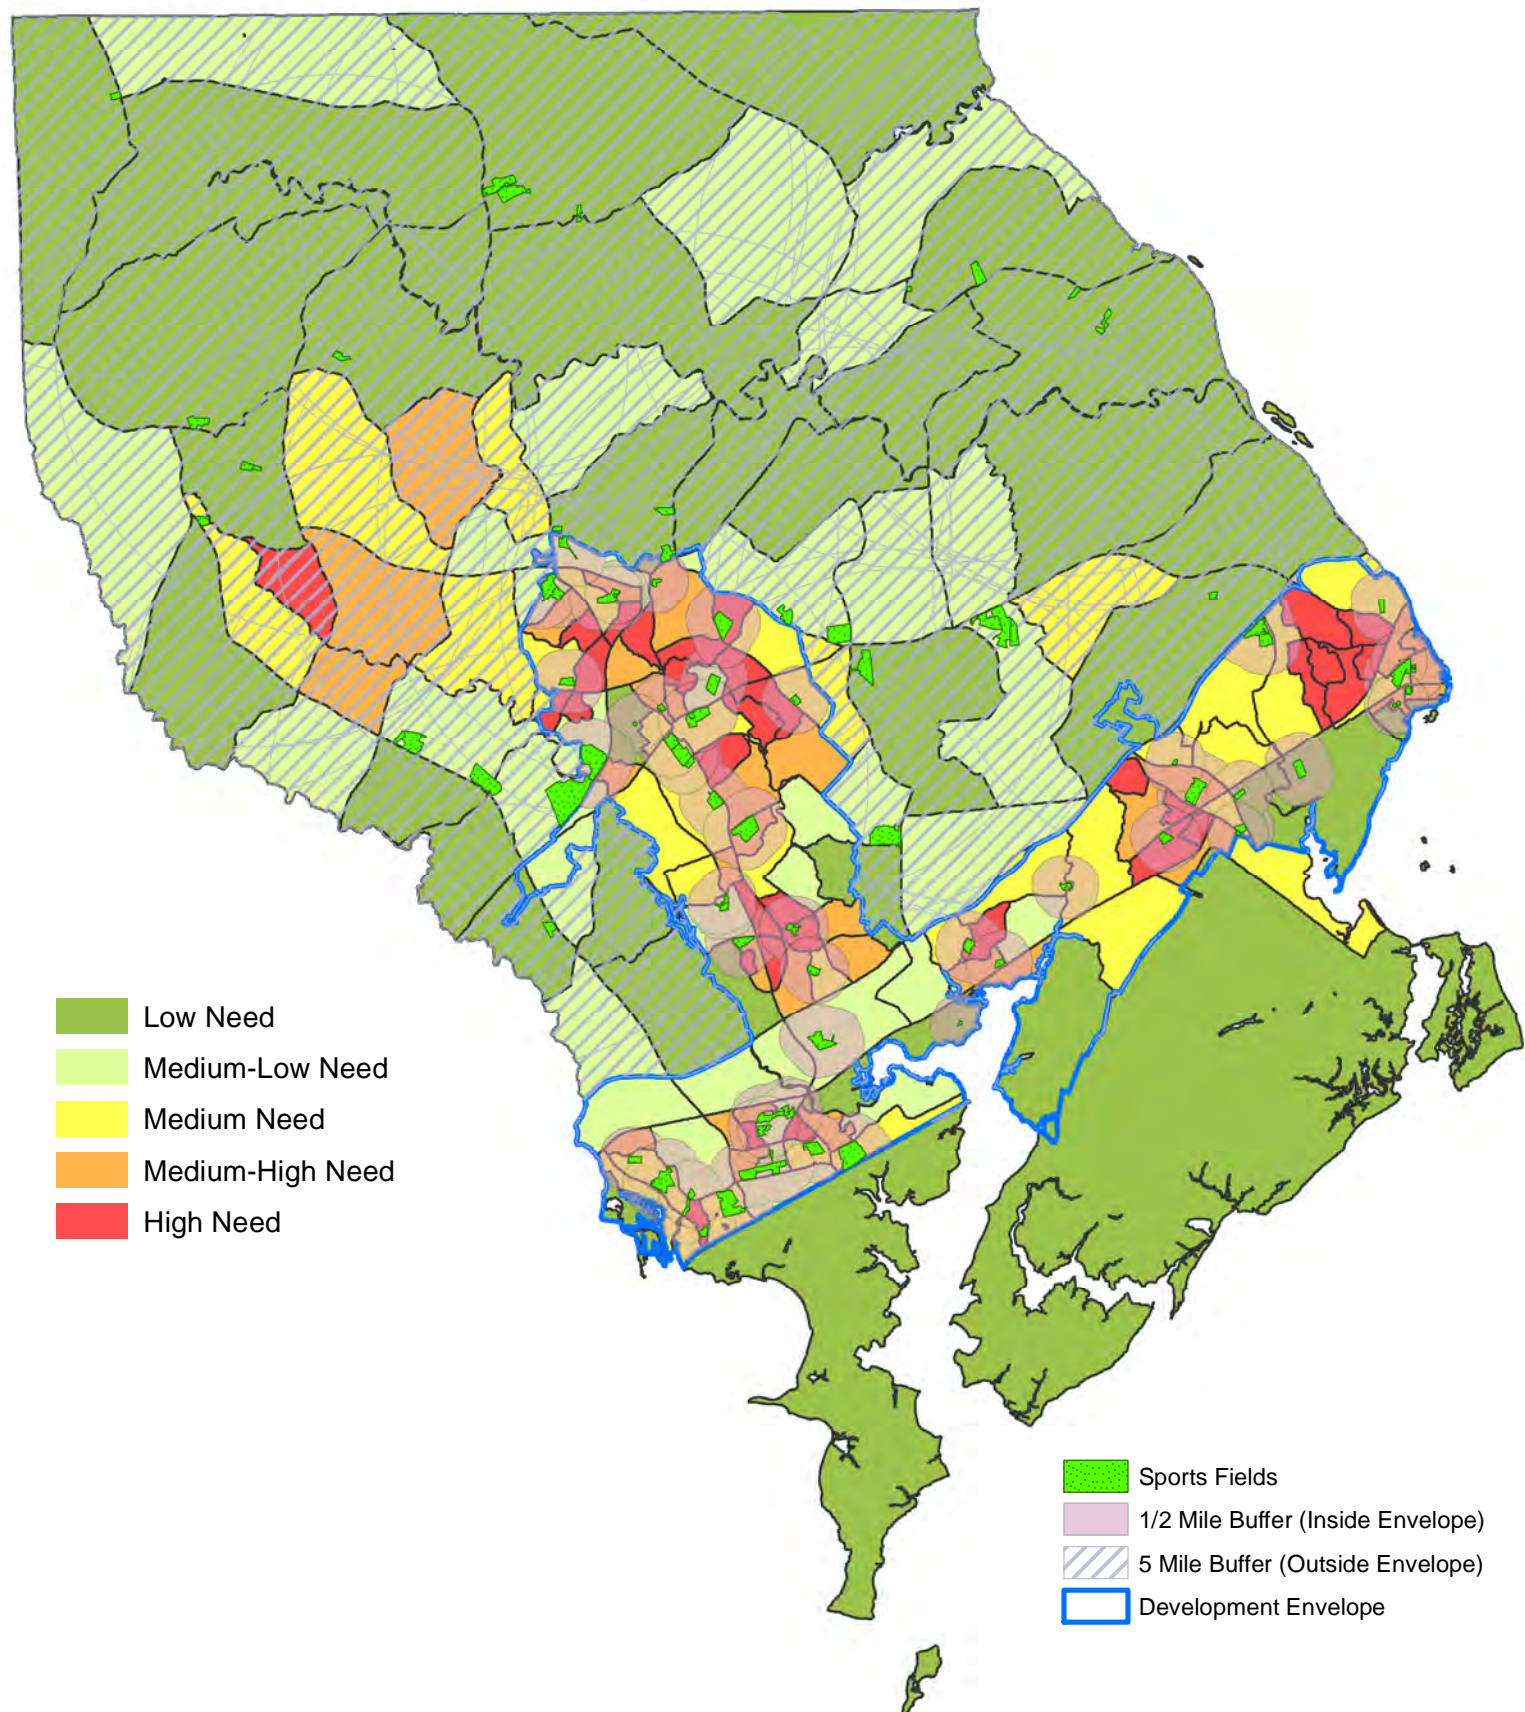 Low Need
Medium-Low Need
Medium Need
Medium-High Need
High Need
Sports Fields
1/2 Mile Buffer (Inside Envelope)
5 Mile Buffer (Outside Envelope)
Development Envelope